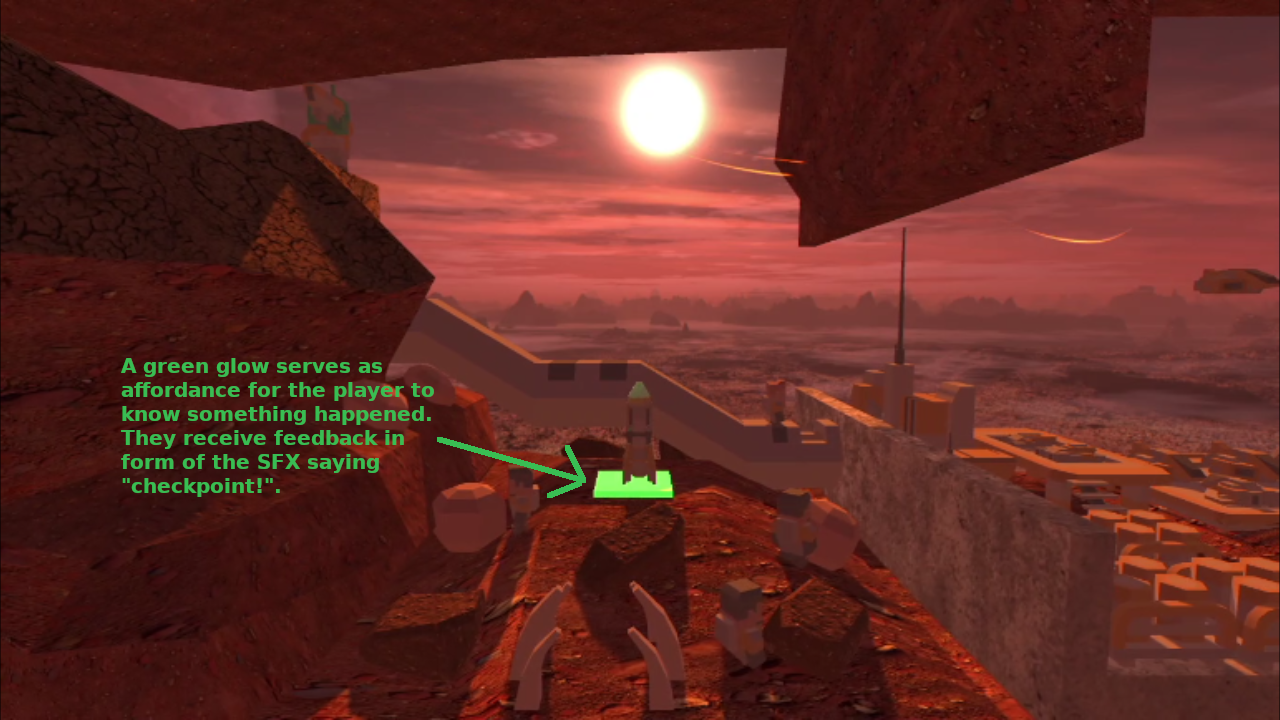 A green glow serves as
affordance for the player to
know something happened.
They receive feedback in
form of the SFX saying
"checkpoint!".